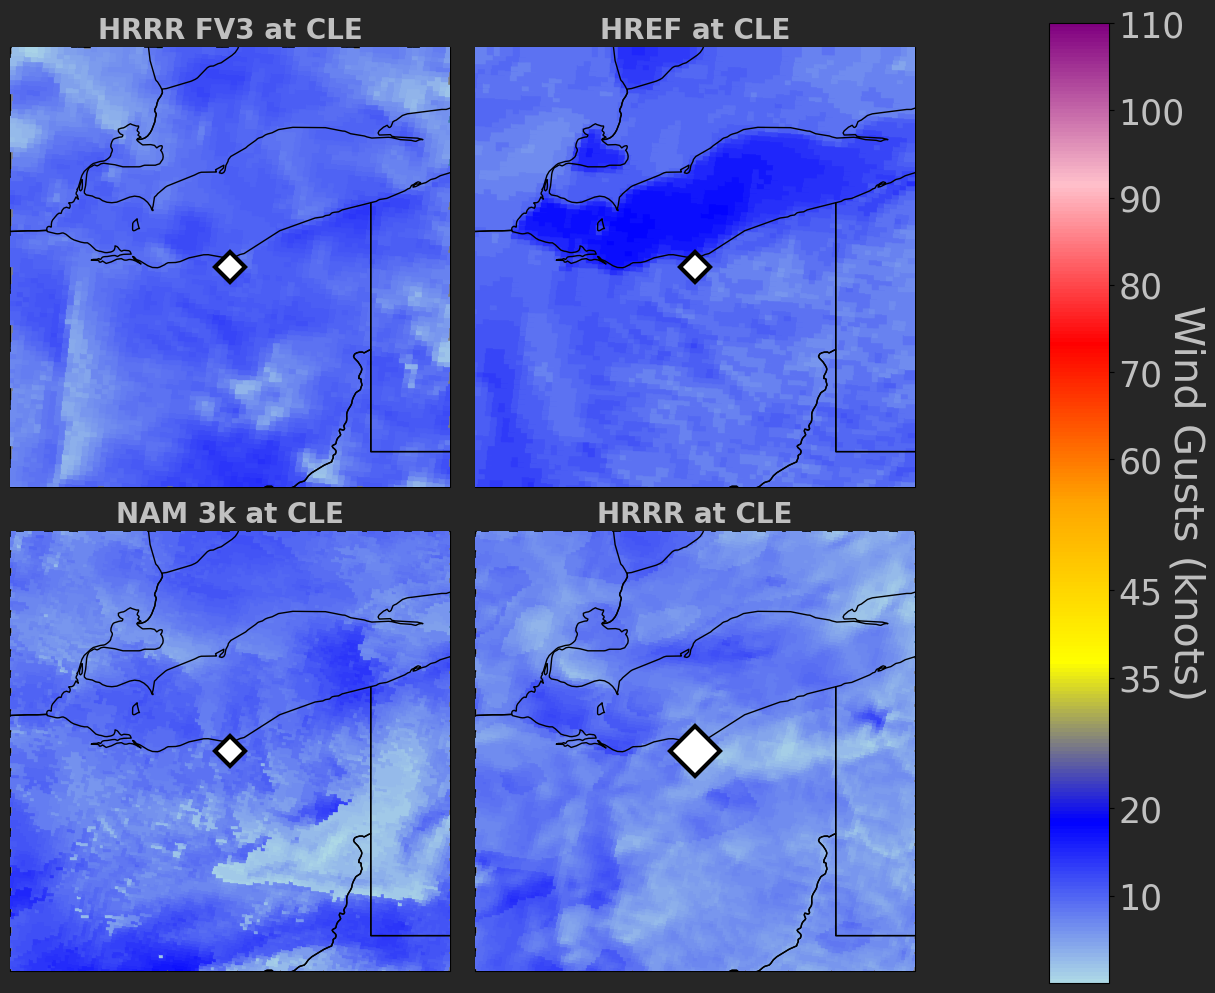 HRRR FV3 at CLE
HREF at CLE
NAM 3k at CLE
HRRR at CLE
110
100
90
80
70
60
45
35
20
10
Wind Gusts (knots)